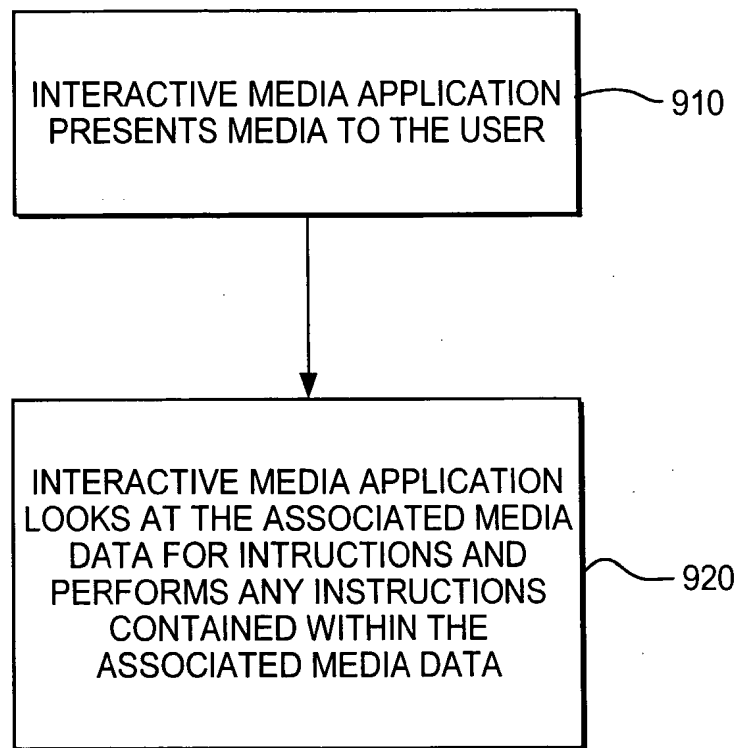 INTERACTIVE MEDIA APPLICATION
PRESENTS MEDIA TO THE USER
910
INTERACTIVE MEDIA APPLICATION
LOOKS AT THE ASSOCIATED MEDIA
DATA FOR INTRUCTIONS AND
PERFORMS ANY INSTRUCTIONS
CONTAINED WITHIN THE
ASSOCIATED MEDIA DATA
920